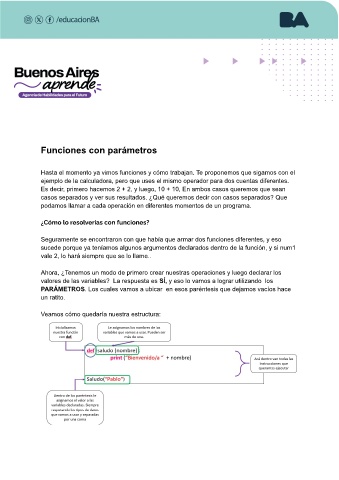 /educacionBA
BA
Buenos Aires
aprende
Agencia de Habilidades para el Futuro
Funciones con parámetros
Hasta el momento ya vimos funciones y cómo trabajan. Te proponemos que sigamos con el
ejemplo de la calculadora, pero que uses el mismo operador para dos cuentas diferentes.
Es decir, primero hacemos 2 + 2, y luego, 10 + 10, En ambos casos queremos que sean
casos separados y ver sus resultados. ¿Qué queremos decir con casos separados? Que
podamos llamar a cada operación en diferentes momentos de un programa.
¿Cómo lo resolverías con funciones?
Seguramente se encontraron con que había que armar dos funciones diferentes, y eso
sucede porque ya teníamos algunos argumentos declarados dentro de la función, y si num1
vale 2, lo hará siempre que se lo llame..
Ahora, ¿Tenemos un modo de primero crear nuestras operaciones y luego declarar los
valores de las variables? La respuesta es SÍ, y eso lo vamos a lograr utilizando los
PARÁMETROS. Los cuales vamos a ubicar en esos paréntesis que dejamos vacíos hace
un ratito.
Veamos cómo quedaría nuestra estructura:
Inicializamos
nuestra función
con def
Le asignamos los nombres de las
variables que vamos a usar. Pueden ser
más de una.
def saludo (nombre):
print ("Bienvenido/a " + nombre)
Saludo("Pablo")
Acá dentro van todas las
instrucciones que
queremos ejecutar
Dentro de los paréntesis le
asignamos el valor a las
variables declaradas. Siempre
respetando los tipos de datos
que vamos a usar y separadas
por una coma